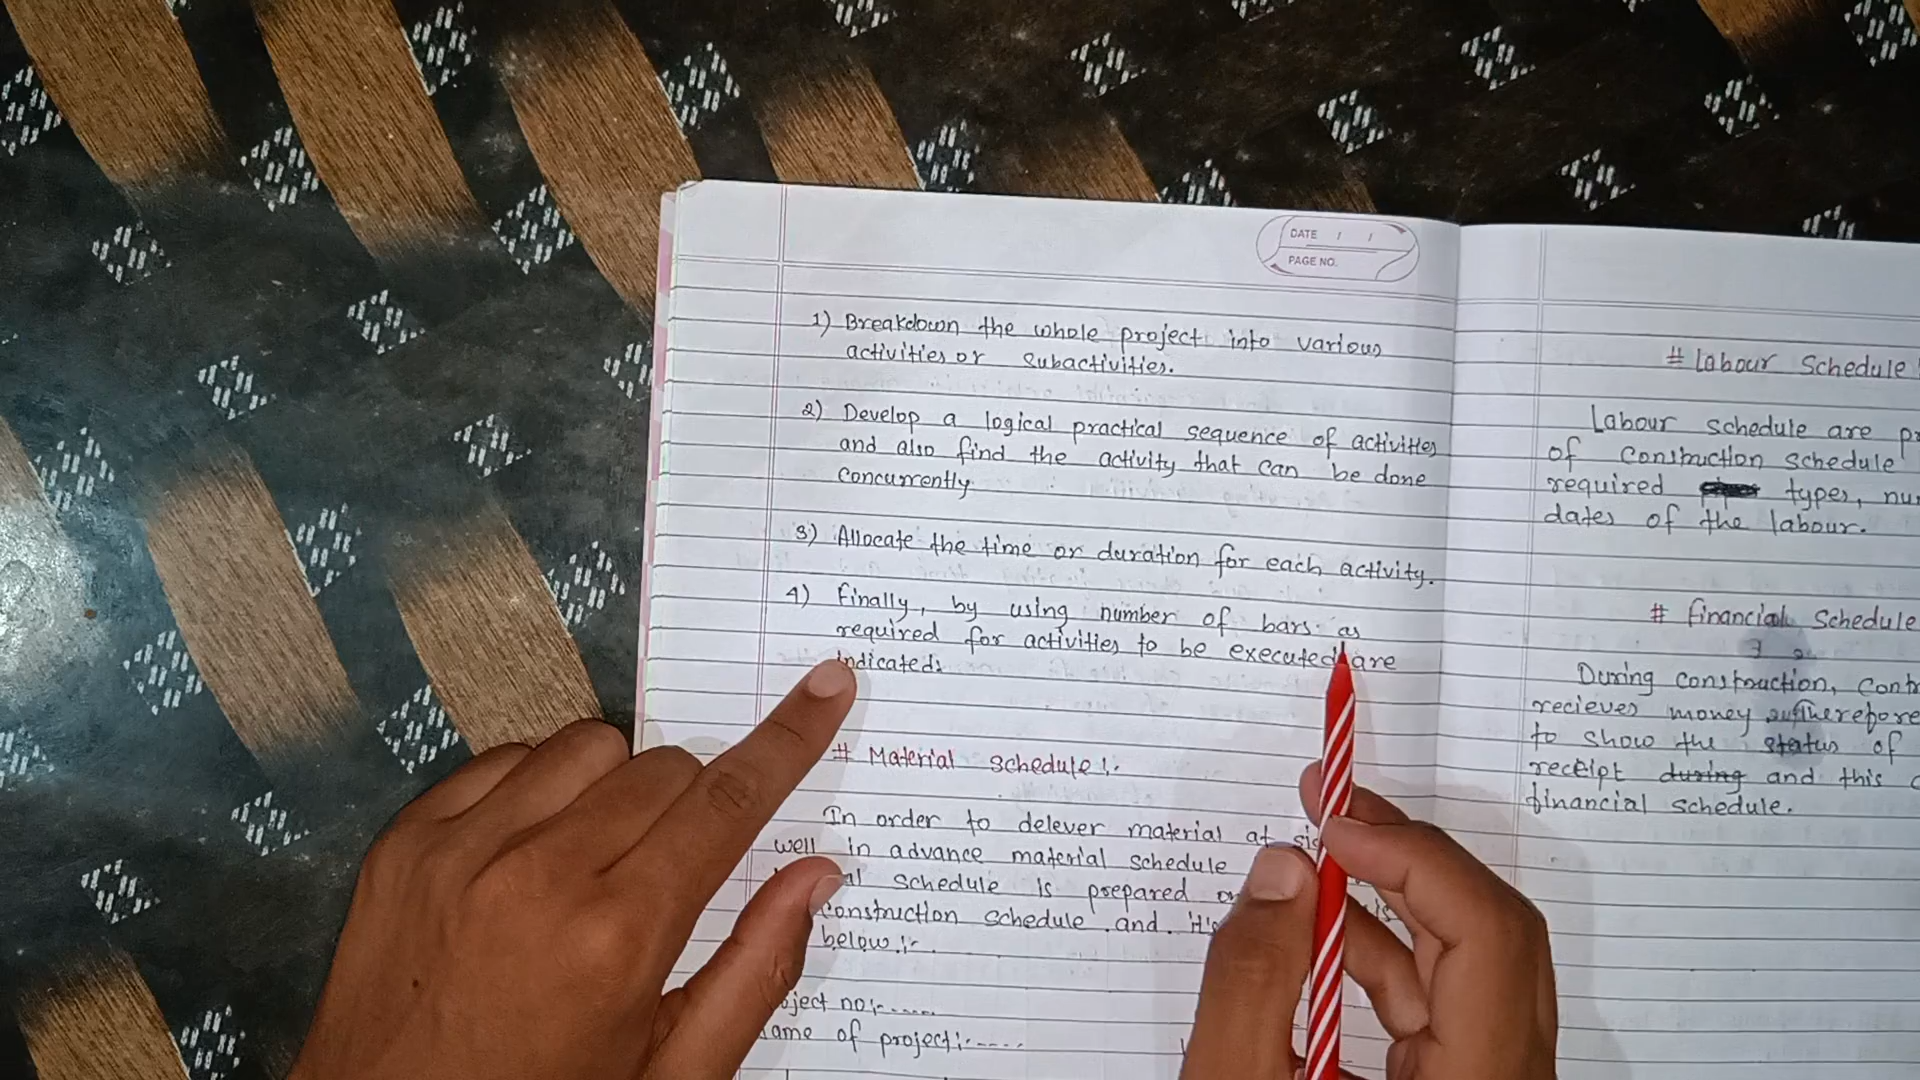 DATE / /
PAGE NO.
1) Breakdown the whole project into various
activities or subactivities.
2) Develop a logical practical sequence of activities
and also find the activity that can be done
concurrently.
3) Allocate the time or duration for each activity.
4) Finally, by using number of bars as
required for activities to be executed are
indicated:
# Material schedule:-
In order to delever material at
well in advance material schedule
schedule is prepared
construction schedule and it's
below:-
name of project:-----
# Labour Schedule
Labour schedule are
of construction schedule
required types,
dates of the labour.
# Financial Schedule
During construction,
recieves money therefore
to show the status of
receipt during and this
financial schedule.